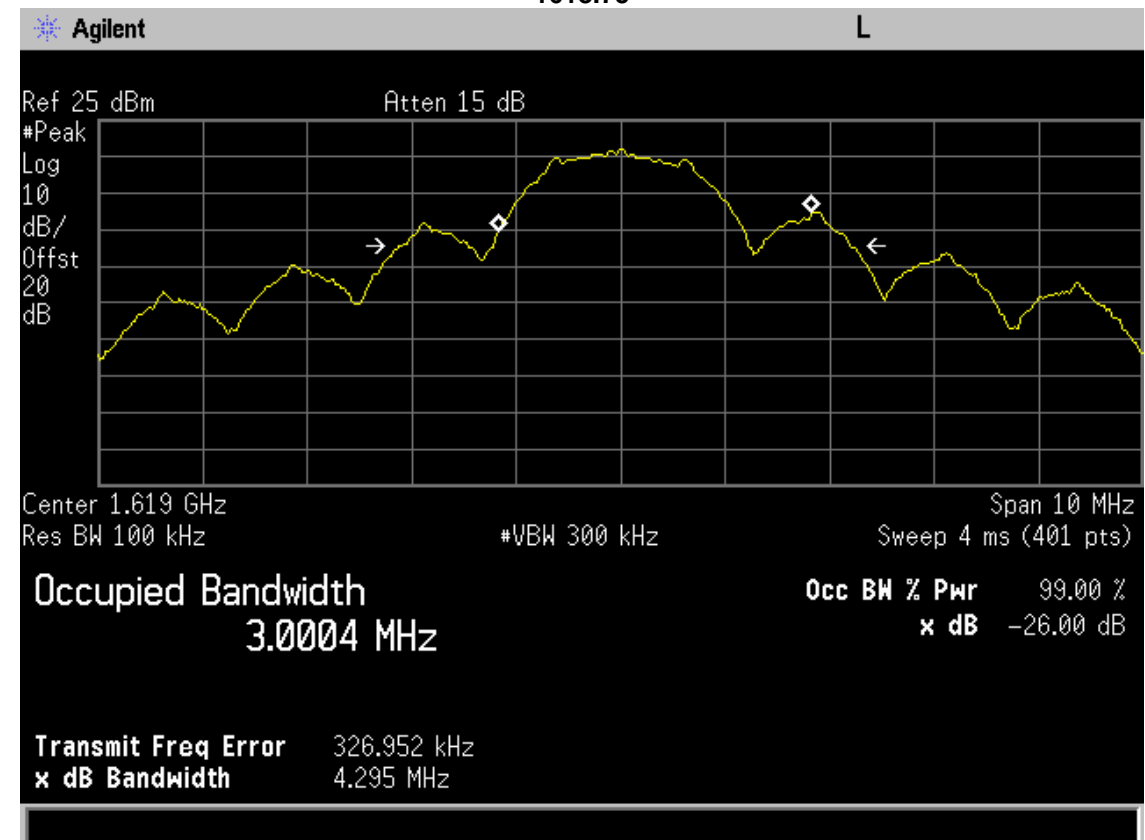 Agilent L
Ref 25 dBm Atten 15 dB
#Peak
Log
10
dB/
Offst
20
dB
Center 1.619 GHz Span 10 MHz
Res BW 100 kHz #VBW 300 kHz Sweep 4 ms (401 pts)
Occupied Bandwidth Occ BW % Pwr 99.00 %
3.0004 MHz x dB -26.00 dB
Transmit Freq Error 326.952 kHz
x dB Bandwidth 4.295 MHz